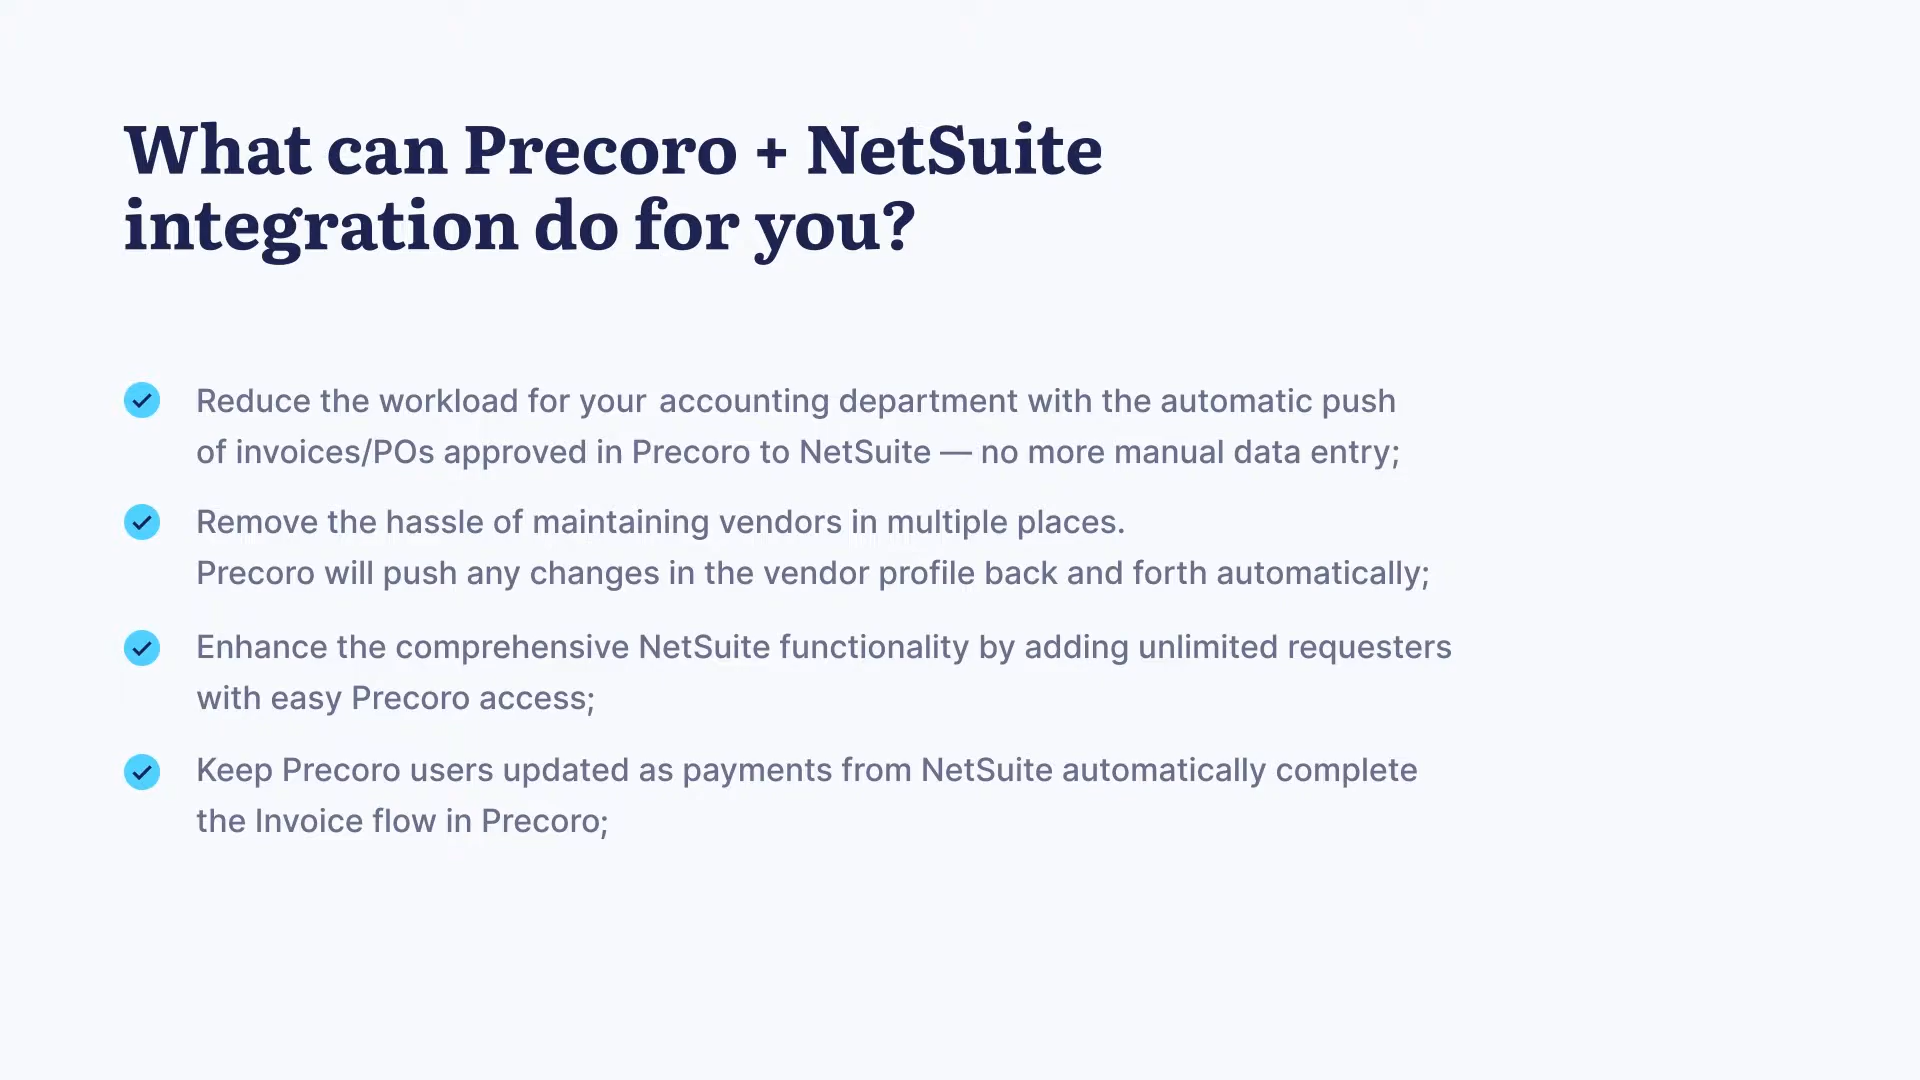 What can Precoro + NetSuite
integration do for you?
Reduce the workload for your accounting department with the automatic push
of invoices/POs approved in Precoro to NetSuite — no more manual data entry;
Remove the hassle of maintaining vendors in multiple places.
Precoro will push any changes in the vendor profile back and forth automatically;
Enhance the comprehensive NetSuite functionality by adding unlimited requesters
with easy Precoro access;
Keep Precoro users updated as payments from NetSuite automatically complete
the Invoice flow in Precoro;